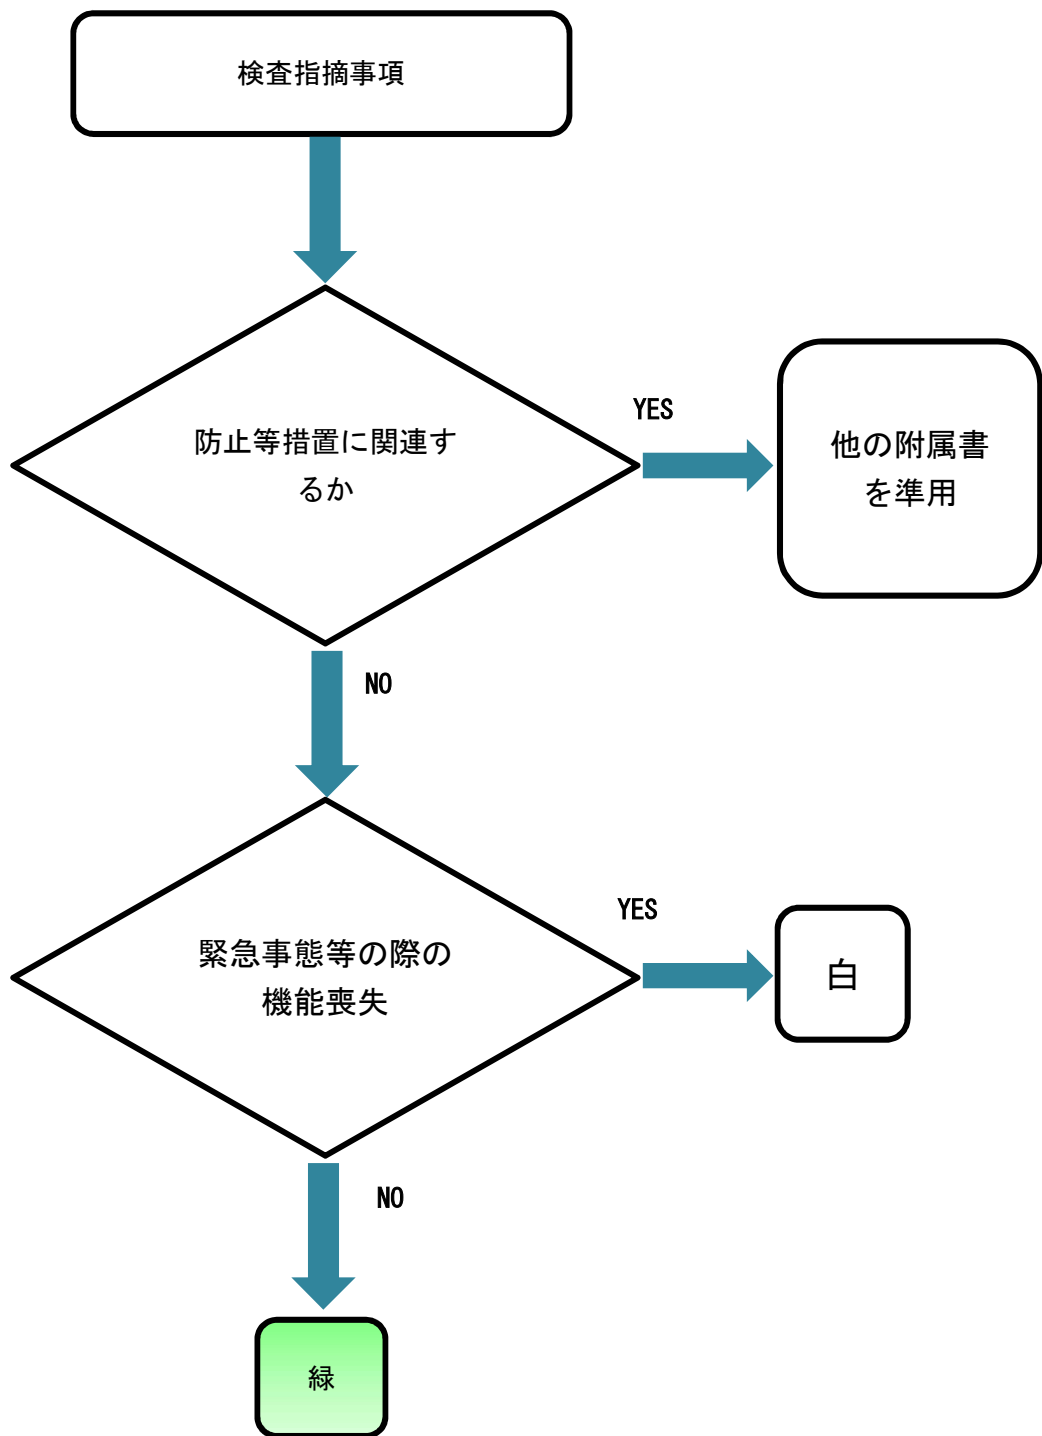 検査指摘事項
防止等措置に関連す
るか
YES
他の附属書
を準用
NO
緊急事態等の際の
機能喪失
YES
白
NO
緑